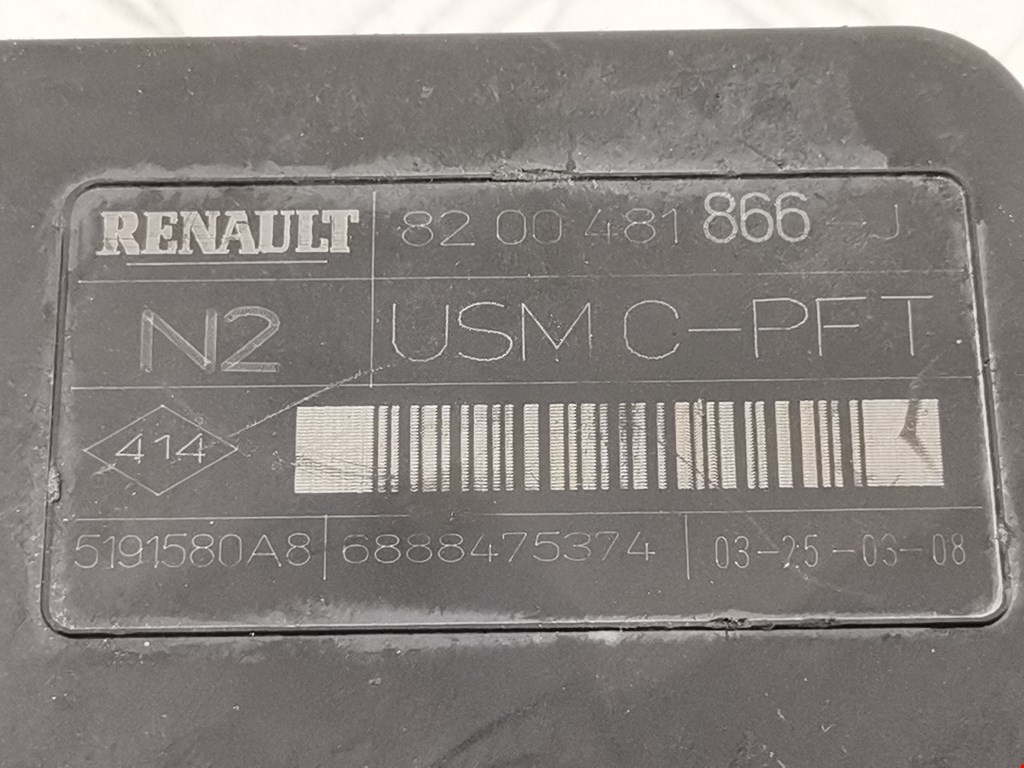 RENAULT 82 00 481 866 -J
N2 USM C-PFT
414
5191580A8 6888475374 03-25-03-08